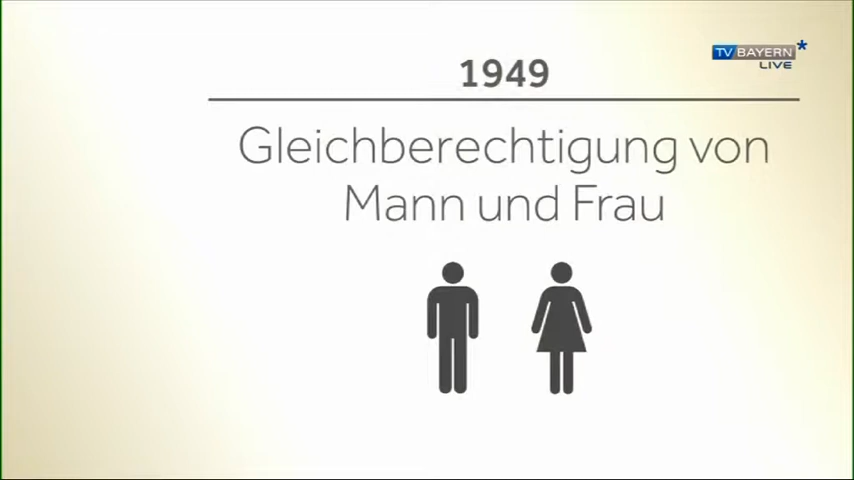 TV BAYERN*
LIVE
1949
Gleichberechtigung von
Mann und Frau